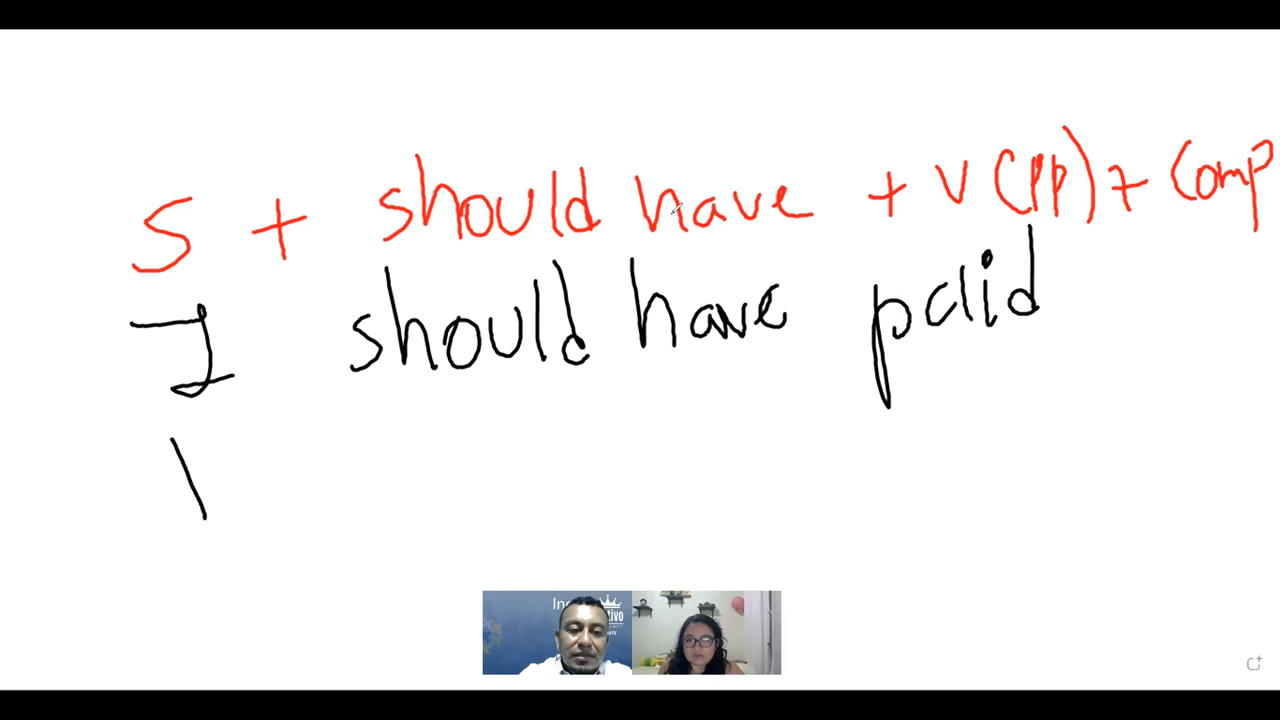 S + should have + V (PP) + Comp
I should have paid